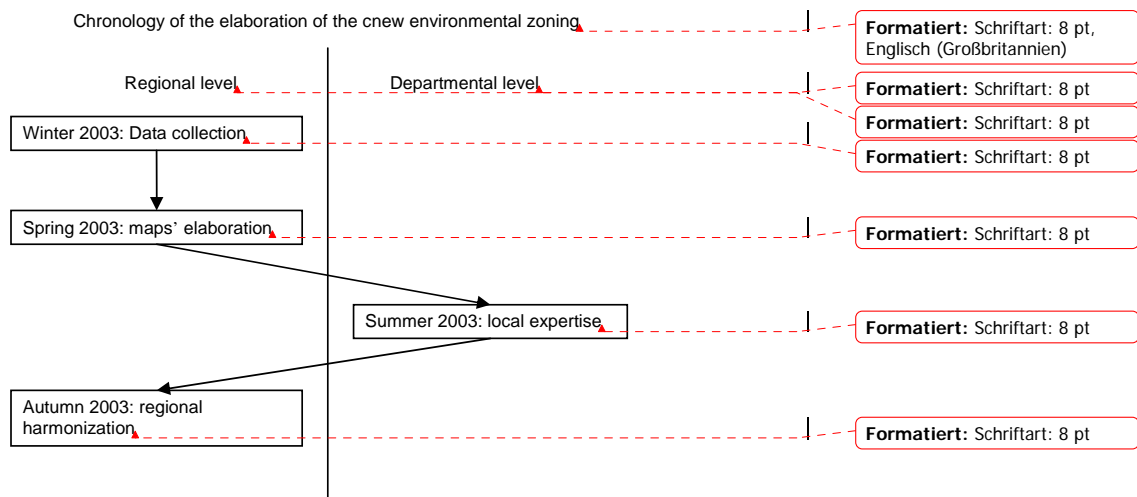 Chronology of the elaboration of the cnew environmental zoning
Formatiert: Schriftart: 8 pt,
Englisch (Großbritannien)
Regional level
Departmental level
Formatiert: Schriftart: 8 pt
Formatiert: Schriftart: 8 pt
Winter 2003: Data collection
Formatiert: Schriftart: 8 pt
Spring 2003: maps’ elaboration
Formatiert: Schriftart: 8 pt
Summer 2003: local expertise
Formatiert: Schriftart: 8 pt
Autumn 2003: regional
harmonization
Formatiert: Schriftart: 8 pt